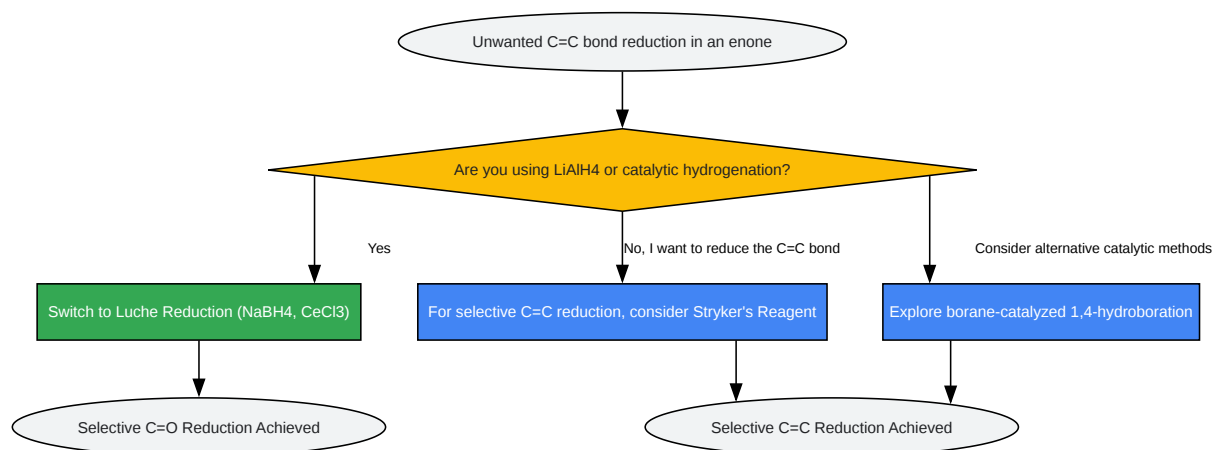 Unwanted C=C bond reduction in an enone
Are you using LiAlH4 or catalytic hydrogenation?
Yes
No, I want to reduce the C=C bond
Consider alternative catalytic methods
Switch to Luche Reduction (NaBH4, CeCl3)
For selective C=C reduction, consider Stryker's Reagent
Explore borane-catalyzed 1,4-hydroboration
Selective C=O Reduction Achieved
Selective C=C Reduction Achieved